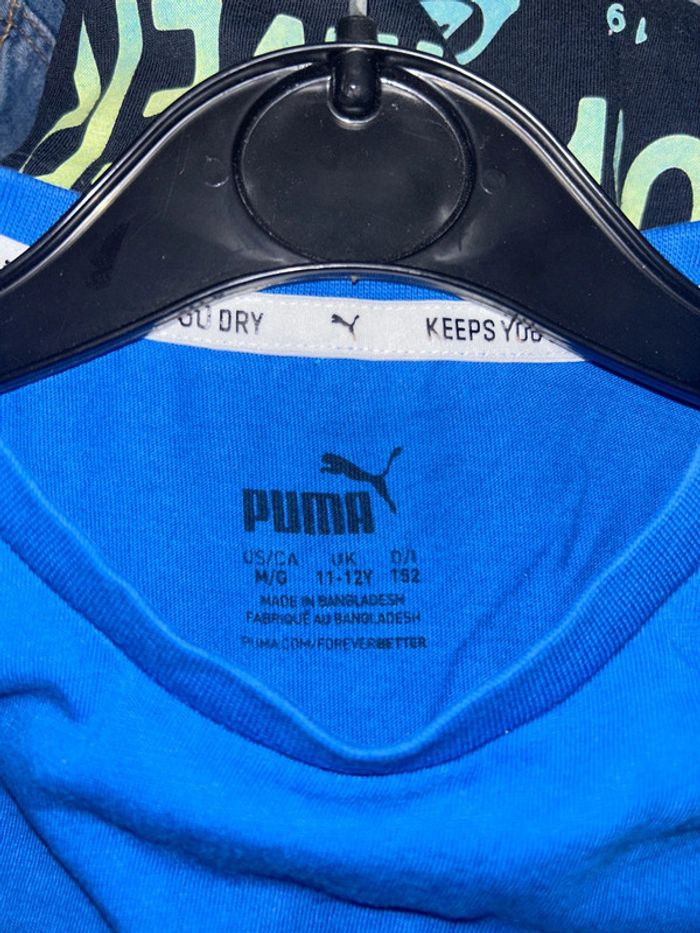 19
DRY
KEEPS YOU
PUMA
US/CA UK D/I
M/G 11-12Y 152
MADE IN BANGLADESH
FABRIQUÉ AU BANGLADESH
PUMA.COM/FOREVERBETTER